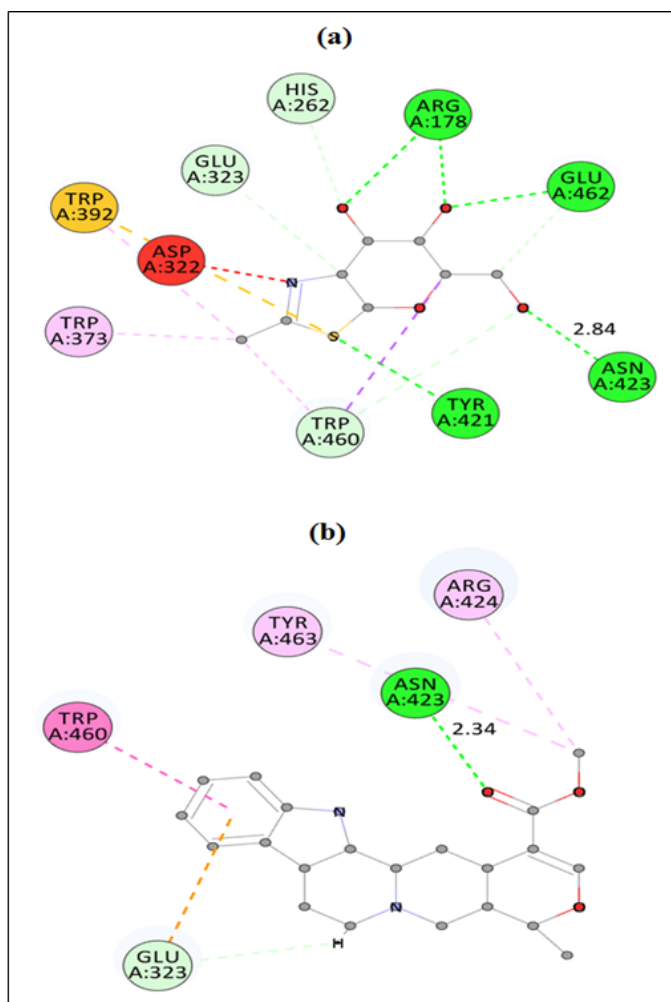 (a)
HIS
A:262
ARG
A:178
GLU
A:323
GLU
A:462
TRP
A:392
ASP
A:322
N
TRP
A:373
S
2.84
ASN
A:423
TRP
A:460
TYR
A:421
(b)
ARG
A:424
TYR
A:463
ASN
A:423
2.34
TRP
A:460
N
N
H
GLU
A:323